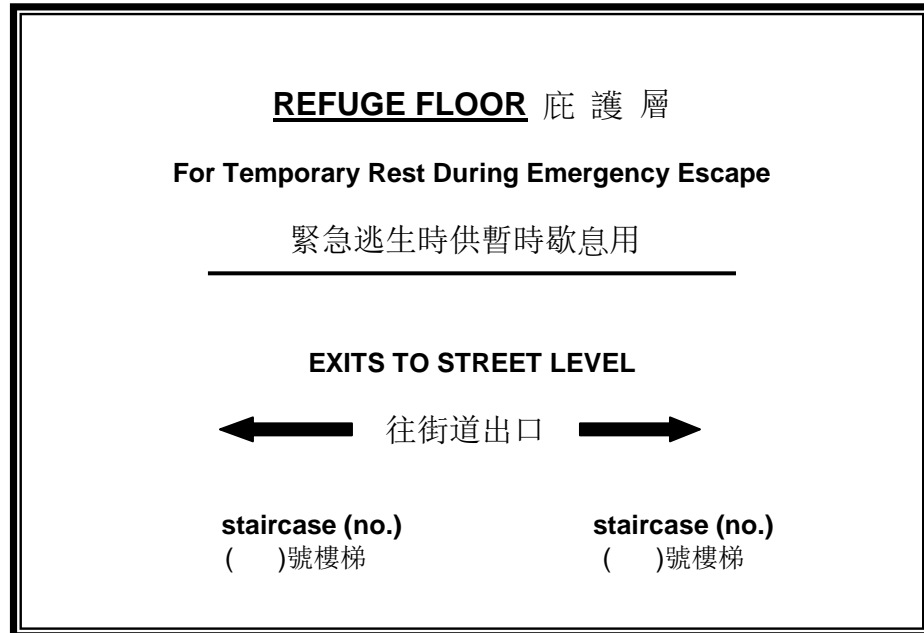 REFUGE FLOOR 庇 護 層
For Temporary Rest During Emergency Escape
緊急逃生時供暫時歇息用
EXITS TO STREET LEVEL
往街道出口
staircase (no.) staircase (no.)
( )號樓梯 ( )號樓梯